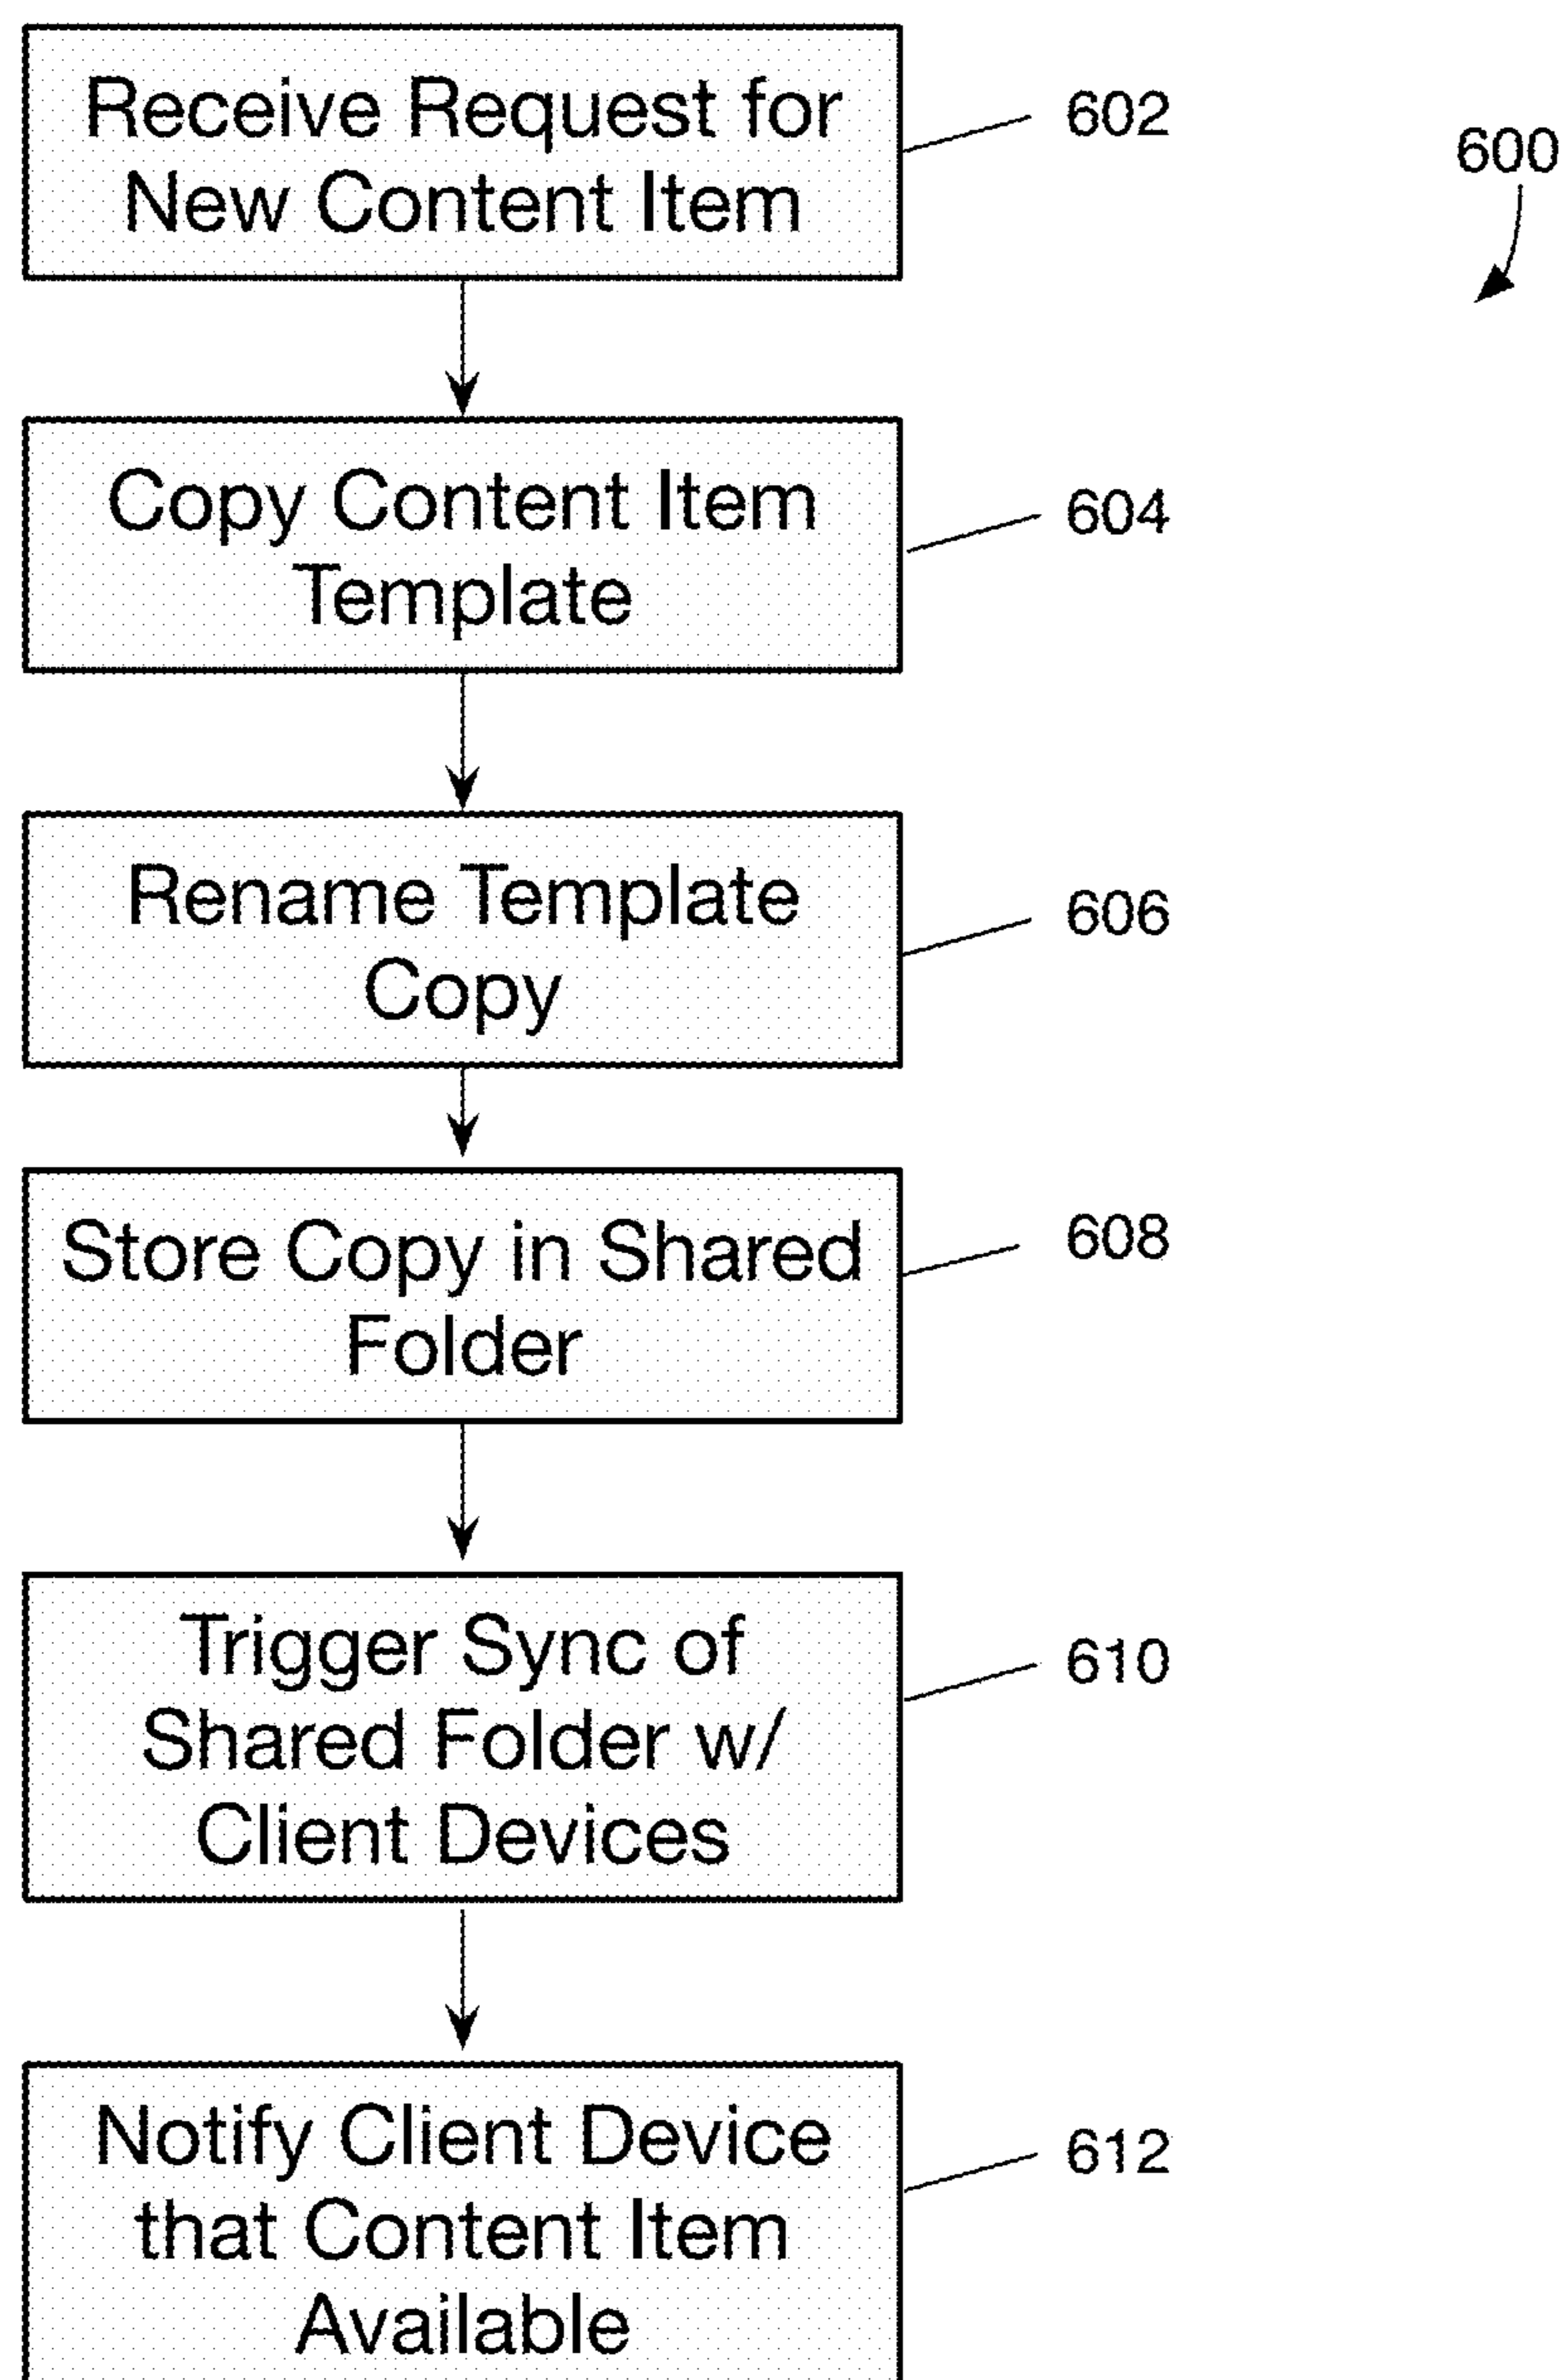 Receive Request for
New Content Item
602
600
Copy Content Item
Template
604
Rename Template
Copy
606
Store Copy in Shared
Folder
608
Trigger Sync of
Shared Folder w/
Client Devices
610
Notify Client Device
that Content Item
Available
612